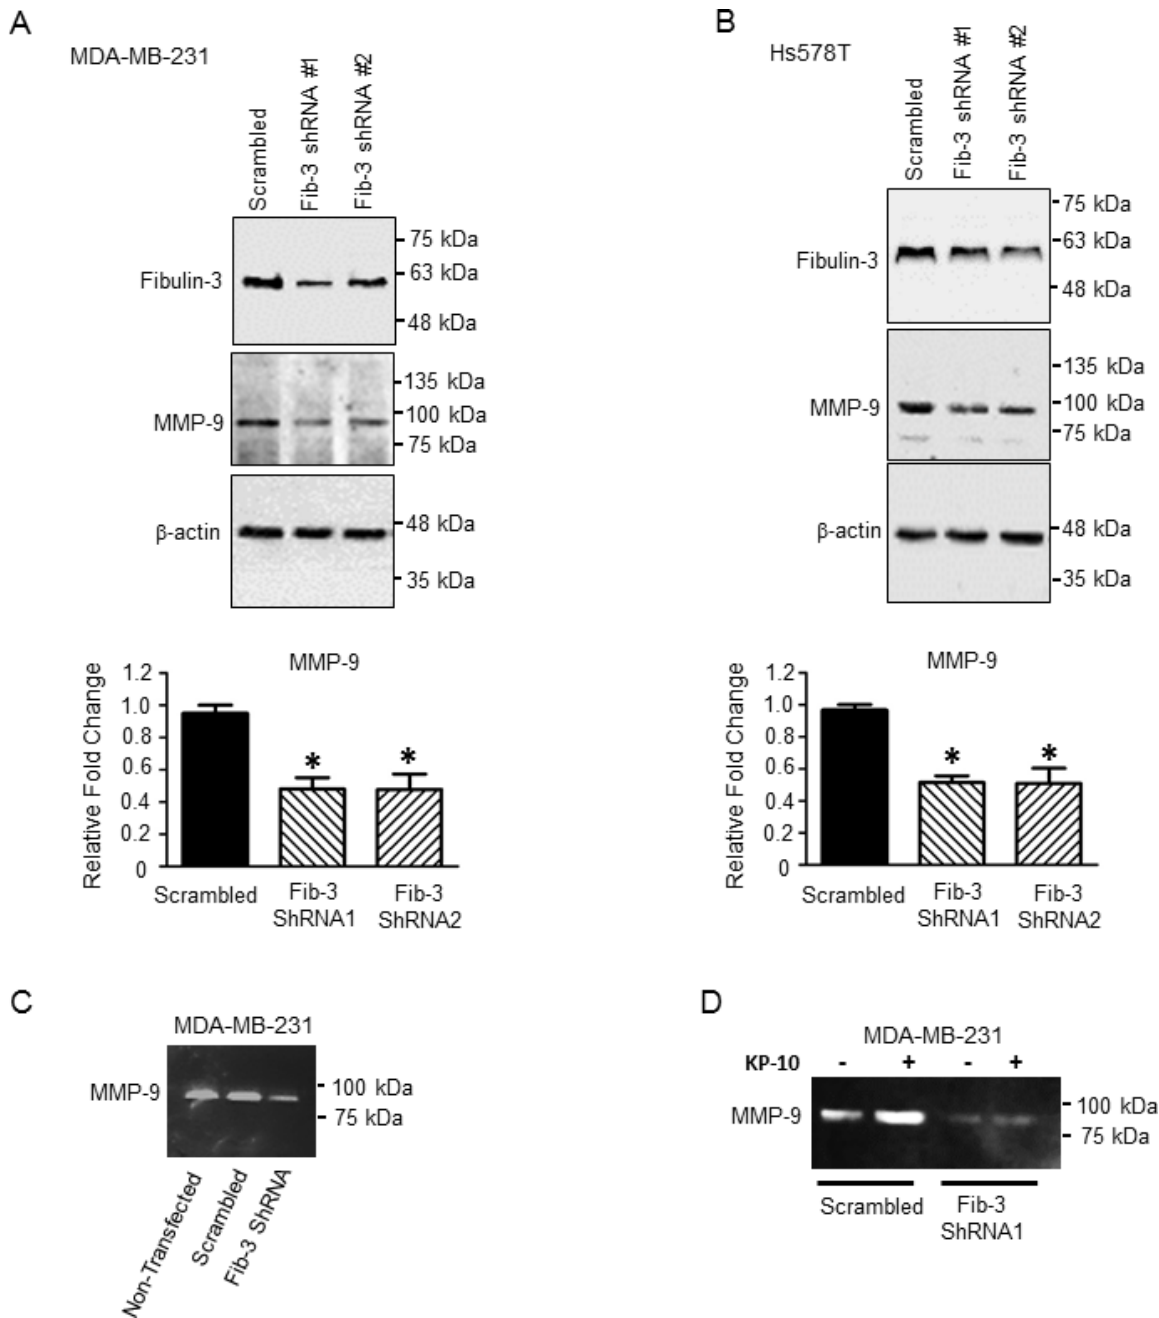 A
MDA-MB-231
Scrambled
Fib-3 shRNA #1
Fib-3 shRNA #2
Fibulin-3
75 kDa
63 kDa
48 kDa
MMP-9
135 kDa
100 kDa
75 kDa
β-actin
48 kDa
35 kDa
MMP-9
Relative Fold Change
1.2
1.0
0.8
0.6
0.4
0.2
0
*
*
Scrambled
Fib-3
ShRNA1
Fib-3
ShRNA2
B
Hs578T
Scrambled
Fib-3 shRNA #1
Fib-3 shRNA #2
Fibulin-3
75 kDa
63 kDa
48 kDa
MMP-9
135 kDa
100 kDa
75 kDa
β-actin
48 kDa
35 kDa
MMP-9
Relative Fold Change
1.2
1.0
0.8
0.6
0.4
0.2
0
*
*
Scrambled
Fib-3
ShRNA1
Fib-3
ShRNA2
C
MDA-MB-231
MMP-9
100 kDa
75 kDa
Non-Transfected
Scrambled
Fib-3 ShRNA
D
MDA-MB-231
KP-10 - + - +
MMP-9
100 kDa
75 kDa
Scrambled
Fib-3
ShRNA1